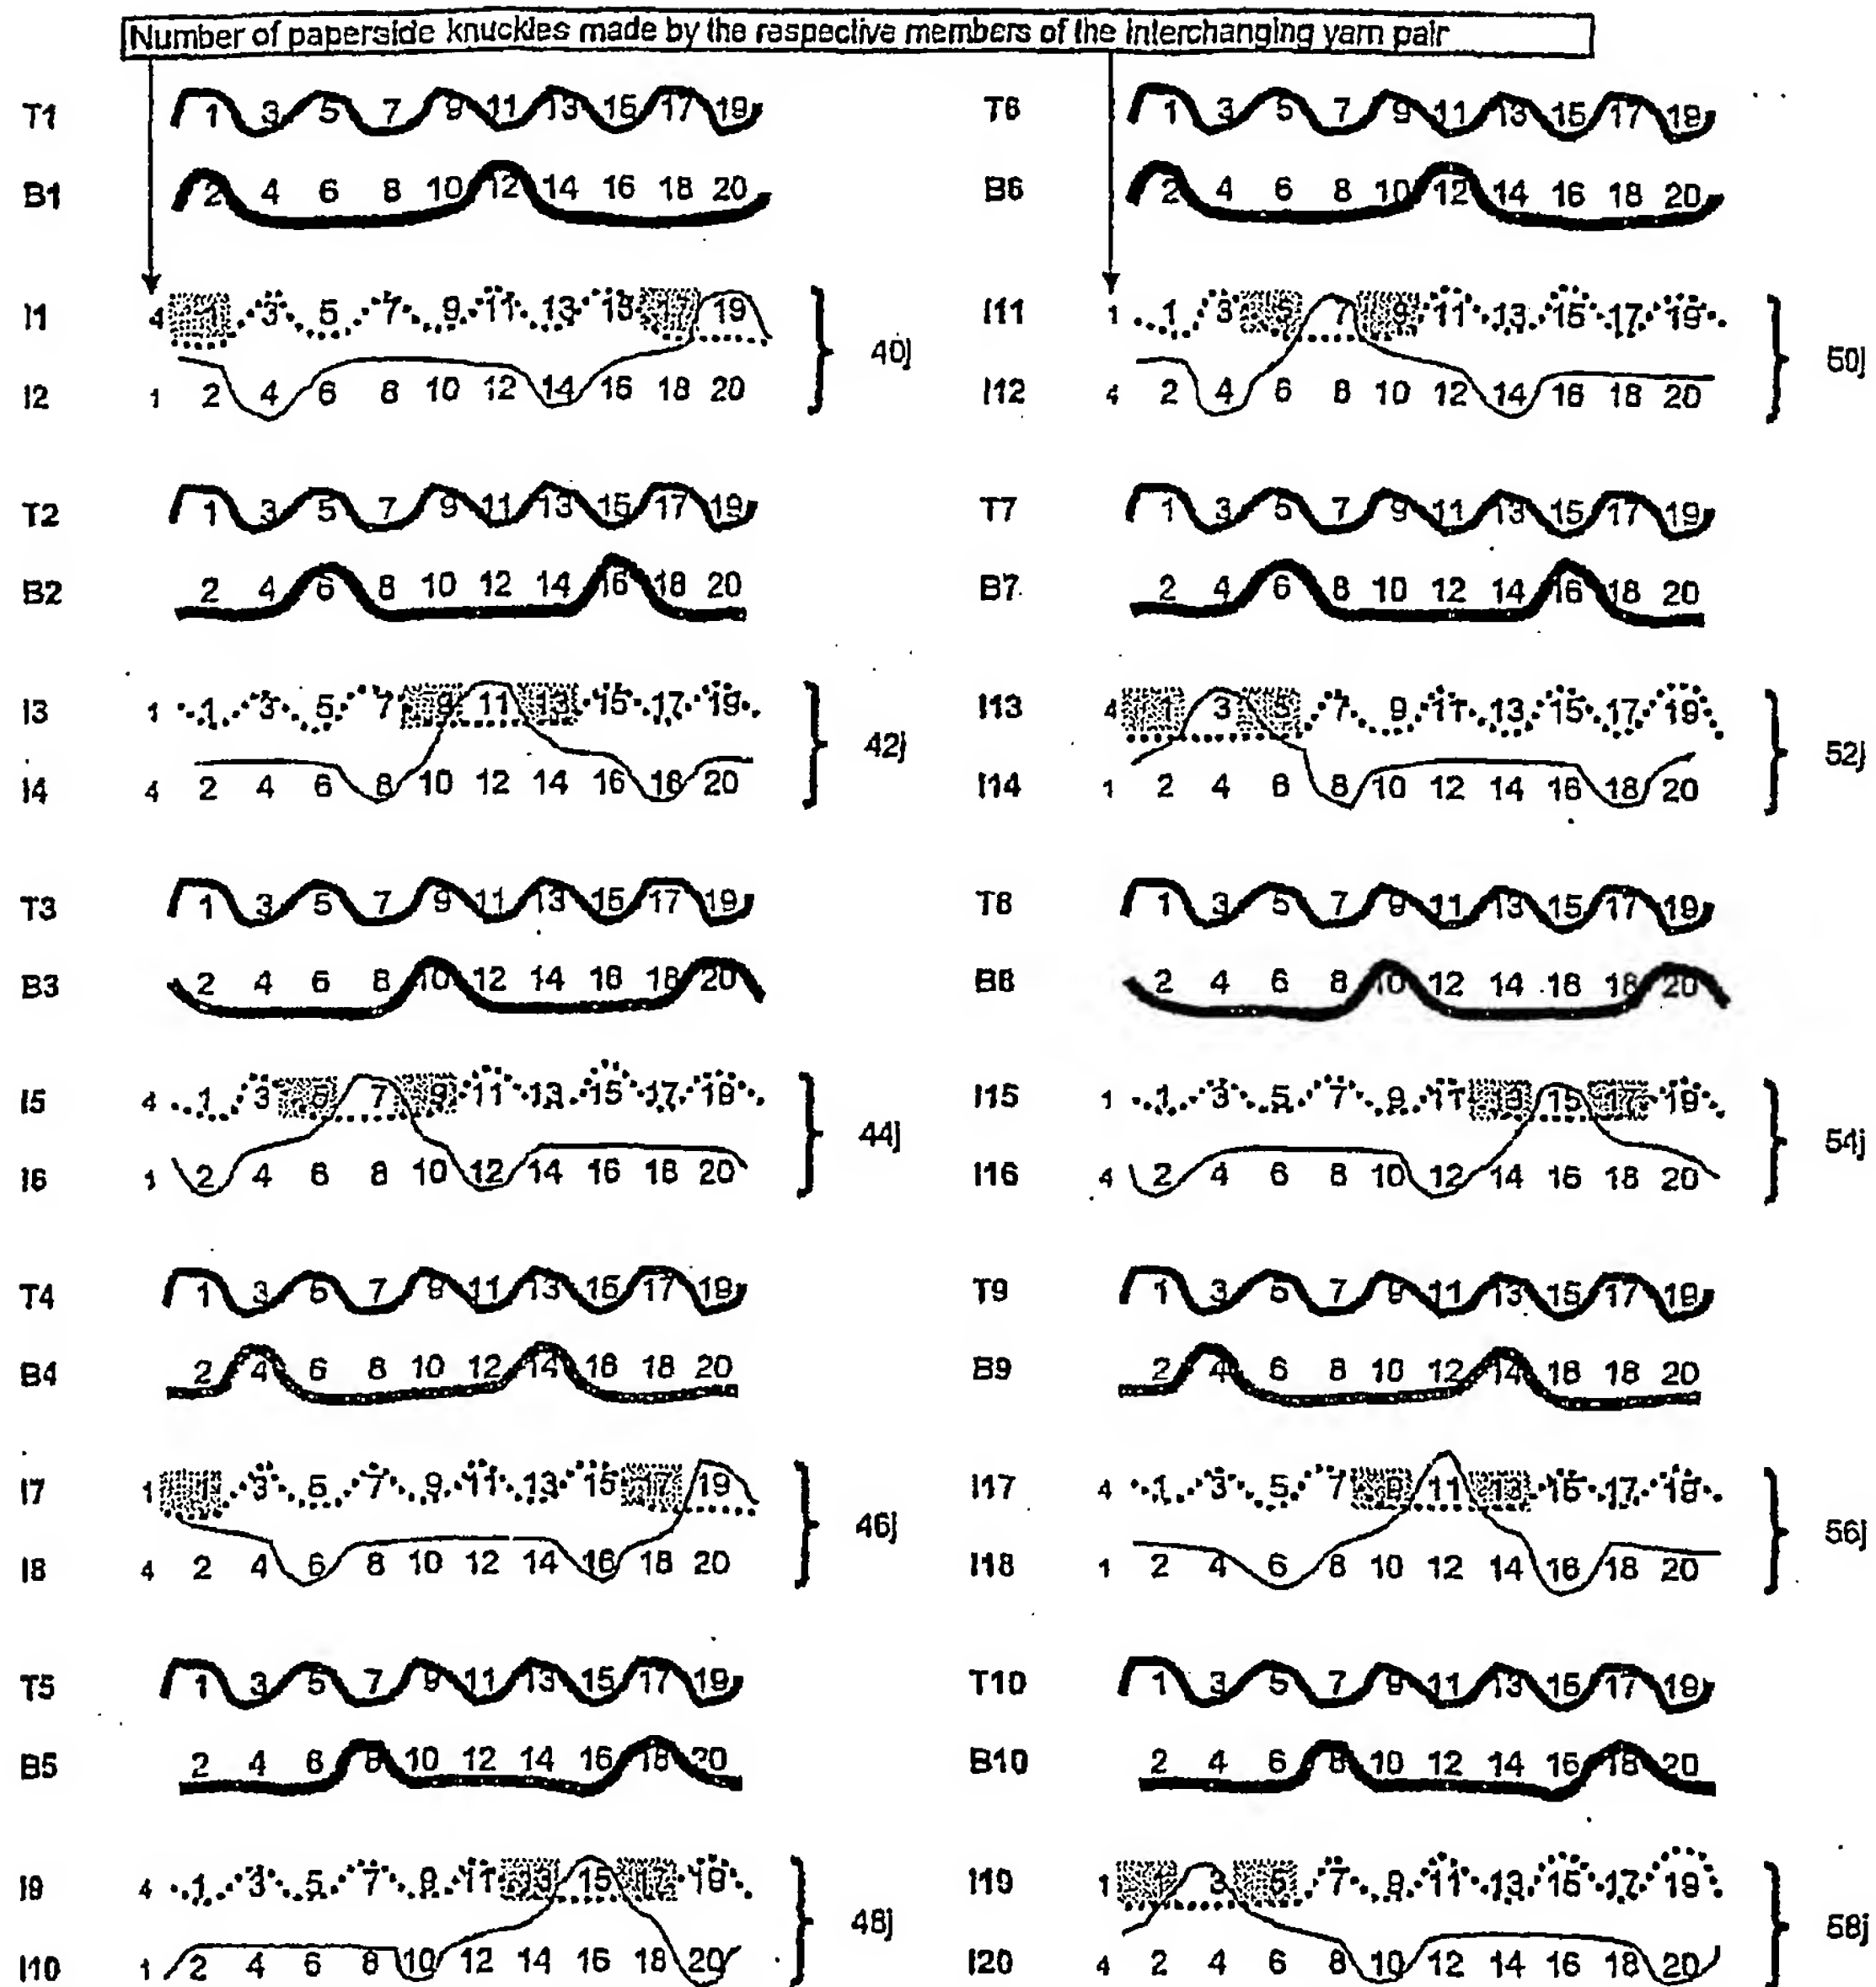 Number of paperside knuckles made by the respective members of the interchanging yarn pair
T1 1 3 5 7 9 11 13 15 17 19 T6 1 3 5 7 9 11 13 15 17 19
B1 2 4 6 8 10 12 14 16 18 20 B6 2 4 6 8 10 12 14 16 18 20
I1 4 1 3 5 7 9 11 13 15 17 19 I11 1 1 3 5 7 9 11 13 15 17 19
40j 50j
I2 1 2 4 6 8 10 12 14 16 18 20 I12 4 2 4 6 8 10 12 14 16 18 20
T2 1 3 5 7 9 11 13 15 17 19 T7 1 3 5 7 9 11 13 15 17 19
B2 2 4 6 8 10 12 14 16 18 20 B7 2 4 6 8 10 12 14 16 18 20
I3 1 1 3 5 7 9 11 13 15 17 19 I13 4 1 3 5 7 9 11 13 15 17 19
42j 52j
I4 4 2 4 6 8 10 12 14 16 18 20 I14 1 2 4 6 8 10 12 14 16 18 20
T3 1 3 5 7 9 11 13 15 17 19 T8 1 3 5 7 9 11 13 15 17 19
B3 2 4 6 8 10 12 14 16 18 20 B8 2 4 6 8 10 12 14 16 18 20
I5 4 1 3 5 7 9 11 13 15 17 19 I15 1 1 3 5 7 9 11 13 15 17 19
44j 54j
I6 1 2 4 6 8 10 12 14 16 18 20 I16 4 2 4 6 8 10 12 14 16 18 20
T4 1 3 5 7 9 11 13 15 17 19 T9 1 3 5 7 9 11 13 15 17 19
B4 2 4 6 8 10 12 14 16 18 20 B9 2 4 6 8 10 12 14 16 18 20
I7 1 1 3 5 7 9 11 13 15 17 19 I17 4 1 3 5 7 9 11 13 15 17 19
46j 56j
I8 4 2 4 6 8 10 12 14 16 18 20 I18 1 2 4 6 8 10 12 14 16 18 20
T5 1 3 5 7 9 11 13 15 17 19 T10 1 3 5 7 9 11 13 15 17 19
B5 2 4 6 8 10 12 14 16 18 20 B10 2 4 6 8 10 12 14 16 18 20
I9 4 1 3 5 7 9 11 13 15 17 19 I19 1 1 3 5 7 9 11 13 15 17 19
48j 58j
I10 1 2 4 6 8 10 12 14 16 18 20 I20 4 2 4 6 8 10 12 14 16 18 20